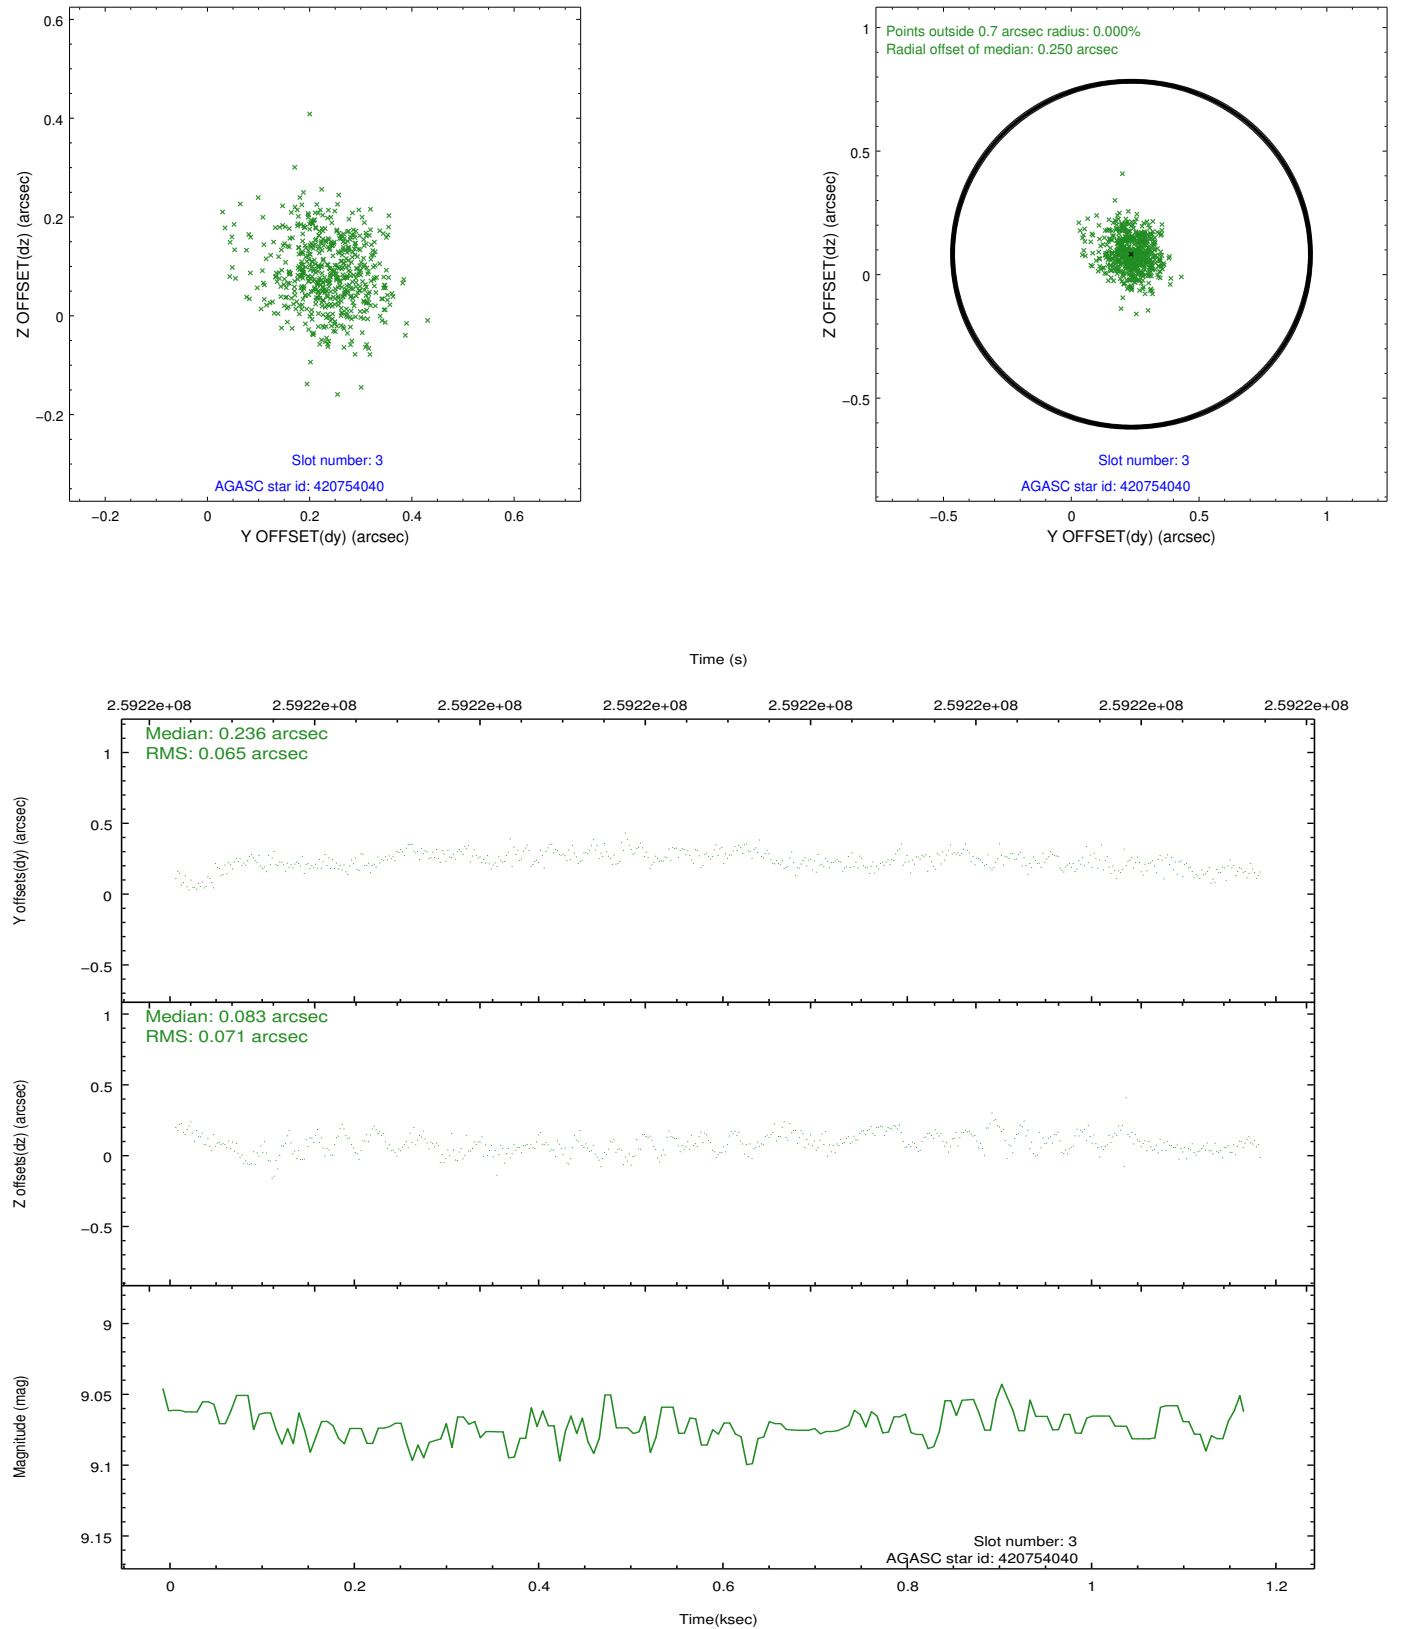 0.6
0.4
0.2
0
−0.2
Z OFFSET(dz) (arcsec)
Slot number: 3
AGASC star id: 420754040
−0.2 0 0.2 0.4 0.6
Y OFFSET(dy) (arcsec)
Points outside 0.7 arcsec radius: 0.000%
Radial offset of median: 0.250 arcsec
1
0.5
0
−0.5
Z OFFSET(dz) (arcsec)
Slot number: 3
AGASC star id: 420754040
−0.5 0 0.5 1
Y OFFSET(dy) (arcsec)
Time (s)
2.5922e+08 2.5922e+08 2.5922e+08 2.5922e+08 2.5922e+08 2.5922e+08 2.5922e+08 2.5922e+08
Median: 0.236 arcsec
RMS: 0.065 arcsec
1
0.5
0
−0.5
Y offsets(dy) (arcsec)
Median: 0.083 arcsec
RMS: 0.071 arcsec
1
0.5
0
−0.5
Z offsets(dz) (arcsec)
9
9.05
9.1
9.15
Magnitude (mag)
Slot number: 3
AGASC star id: 420754040
0 0.2 0.4 0.6 0.8 1 1.2
Time(ksec)